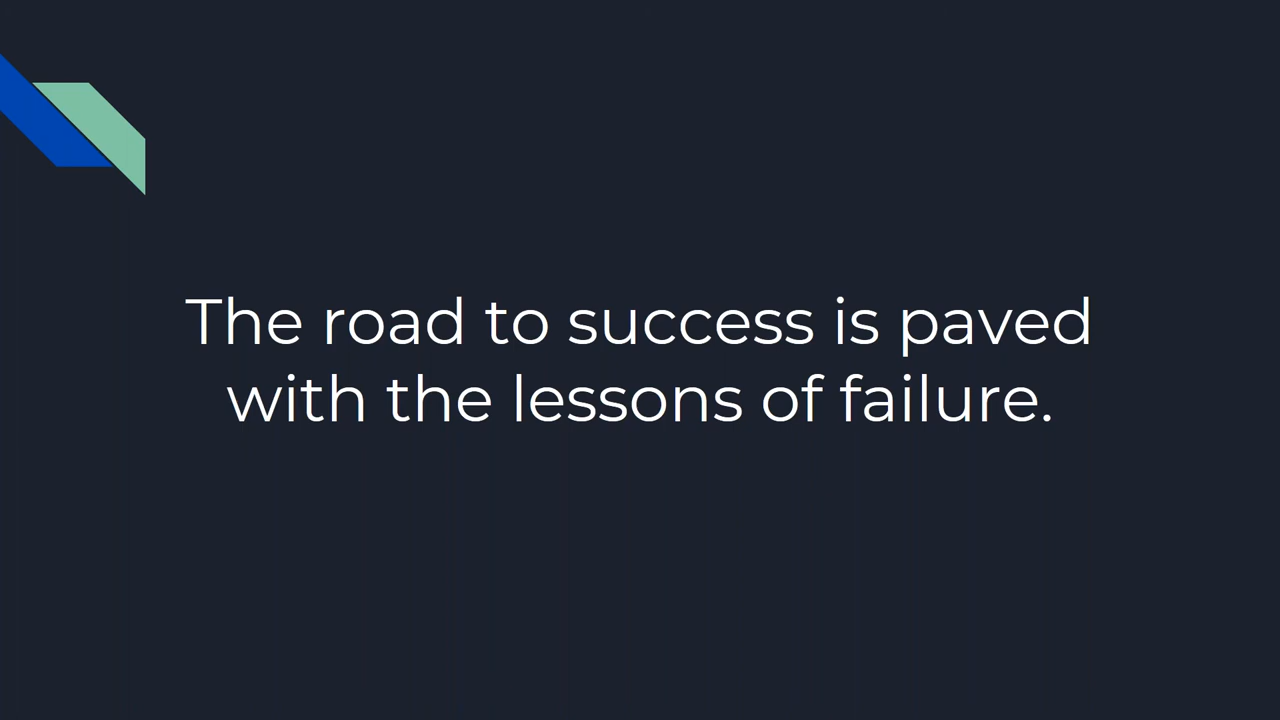 The road to success is paved
with the lessons of failure.